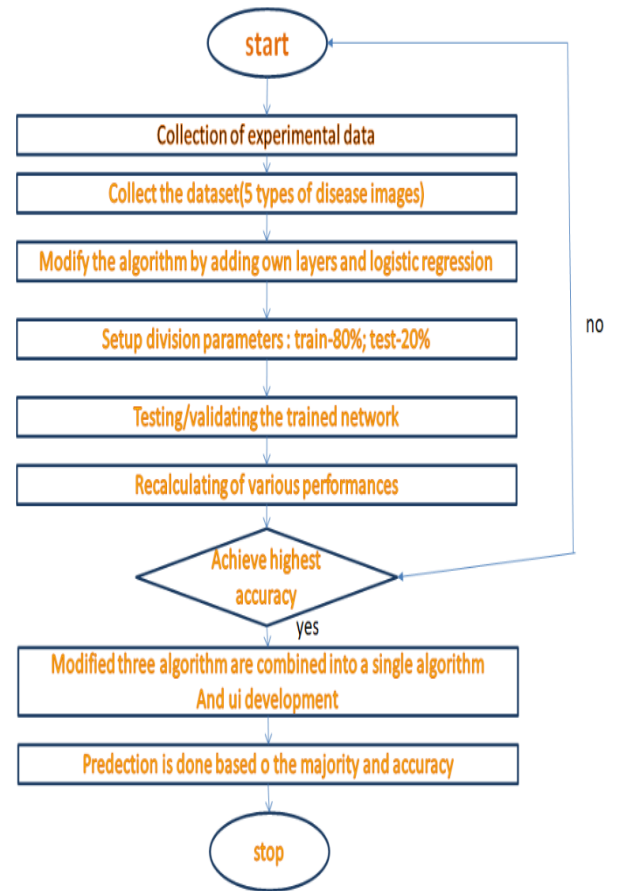 start
Collection of experimental data
Collect the dataset(5 types of disease images)
Modify the algorithm by adding own layers and logistic regression
Setup division parameters : train-80%; test-20%
no
Testing/validating the trained network
Recalculating of various performances
Achieve highest
accuracy
yes
Modified three algorithm are combined into a single algorithm
And ui development
Predection is done based o the majority and accuracy
stop